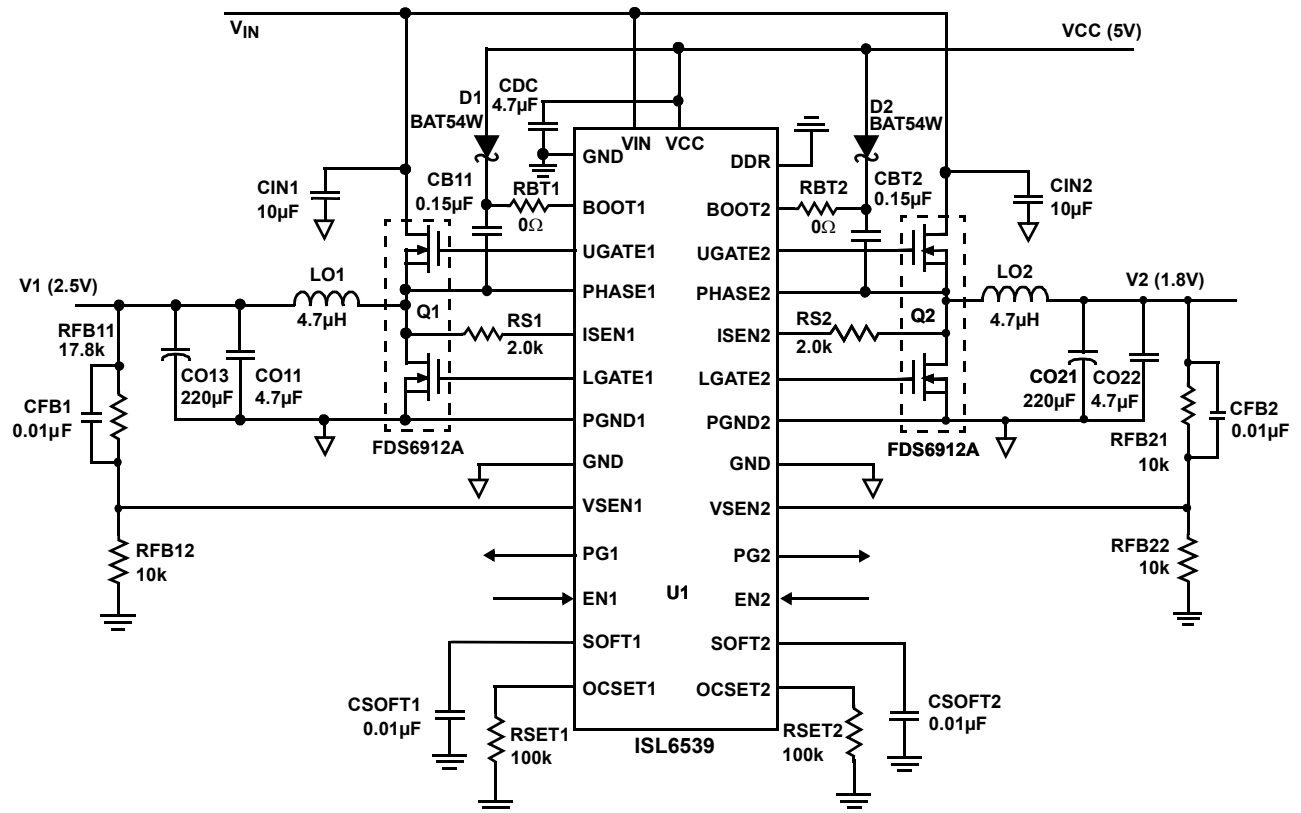 VIN
VCC (5V)
CDC
4.7µF
D1
BAT54W
D2
BAT54W
VIN
VCC
GND
DDR
CIN1
10µF
CB11
0.15µF
RBT1
0Ω
BOOT1
BOOT2
RBT2
0Ω
CBT2
0.15µF
CIN2
10µF
UGATE1
UGATE2
V1 (2.5V)
LO1
4.7µH
PHASE1
PHASE2
LO2
4.7µH
V2 (1.8V)
RFB11
17.8k
Q1
RS1
2.0k
ISEN1
ISEN2
RS2
2.0k
Q2
CO13
220µF
CO11
4.7µF
LGATE1
LGATE2
CO21
220µF
CO22
4.7µF
CFB1
0.01µF
CFB2
0.01µF
PGND1
PGND2
FDS6912A
FDS6912A
RFB21
10k
GND
GND
VSEN1
VSEN2
RFB12
10k
PG1
PG2
RFB22
10k
EN1
U1
EN2
SOFT1
SOFT2
OCSET1
OCSET2
CSOFT1
0.01µF
CSOFT2
0.01µF
RSET1
100k
RSET2
100k
ISL6539